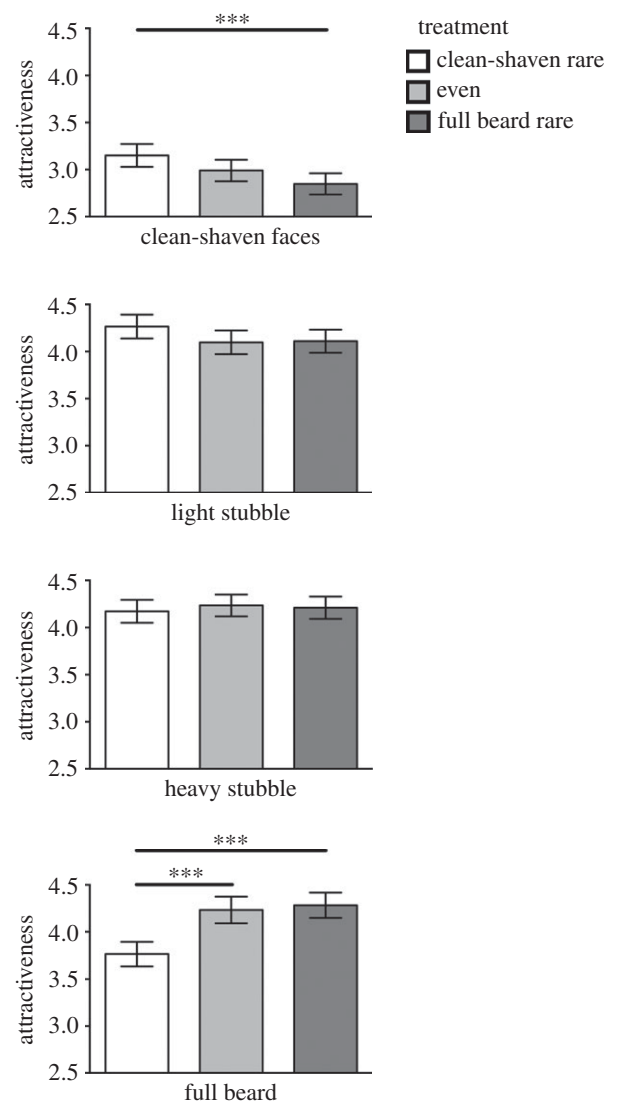 ***
4.5
4.0
3.5
3.0
2.5
attractiveness
clean-shaven faces
treatment
clean-shaven rare
even
full beard rare
4.5
4.0
3.5
3.0
2.5
attractiveness
light stubble
4.5
4.0
3.5
3.0
2.5
attractiveness
heavy stubble
***
***
4.5
4.0
3.5
3.0
2.5
attractiveness
full beard